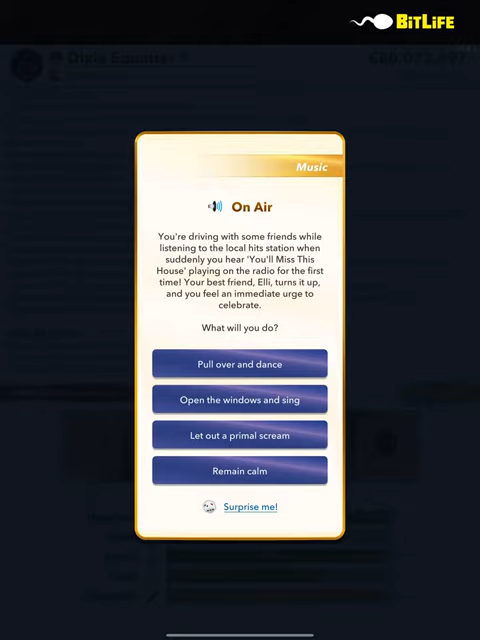 BitLife
Music
On Air
You're driving with some friends while
listening to the local hits station when
suddenly you hear 'You'll Miss This
House' playing on the radio for the first
time! Your best friend, Elli, turns it up,
and you feel an immediate urge to
celebrate.
What will you do?
Pull over and dance
Open the windows and sing
Let out a primal scream
Remain calm
Surprise me!